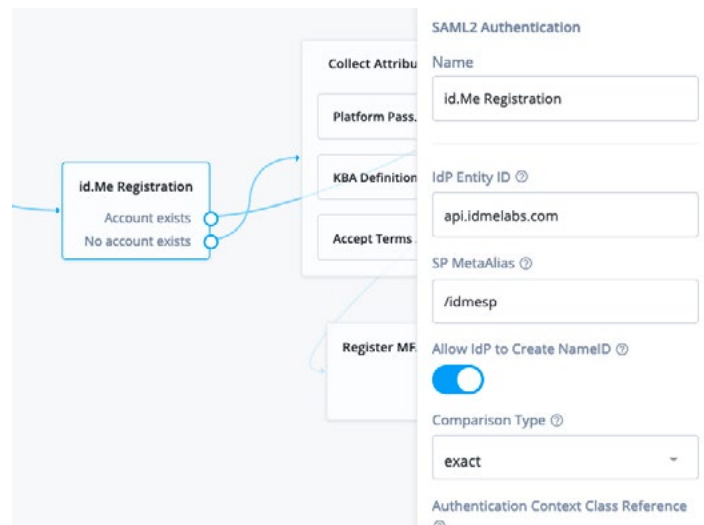 id.Me Registration
Account exists
No account exists
Collect Attribu
Platform Pass.
KBA Definition
Accept Terms
Register MF
SAML2 Authentication
Name
id.Me Registration
IdP Entity ID
api.idmelabs.com
SP MetaAlias
/idmesp
Allow IdP to Create NameID
Comparison Type
exact
Authentication Context Class Reference